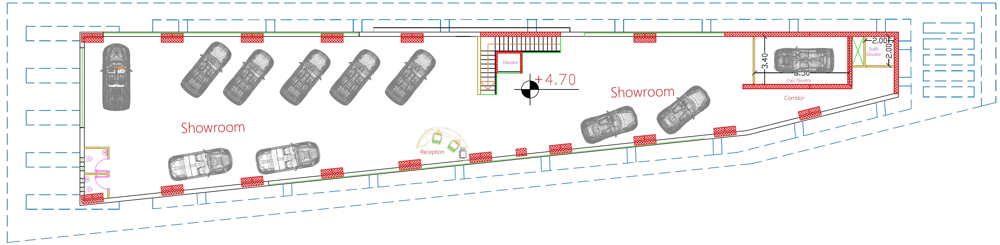 2.00
Staffs
Elevator
2.00
3.40
Elevator
6.50
Cars Elevator
+4.70
Showroom
Corridor
Showroom
Reception